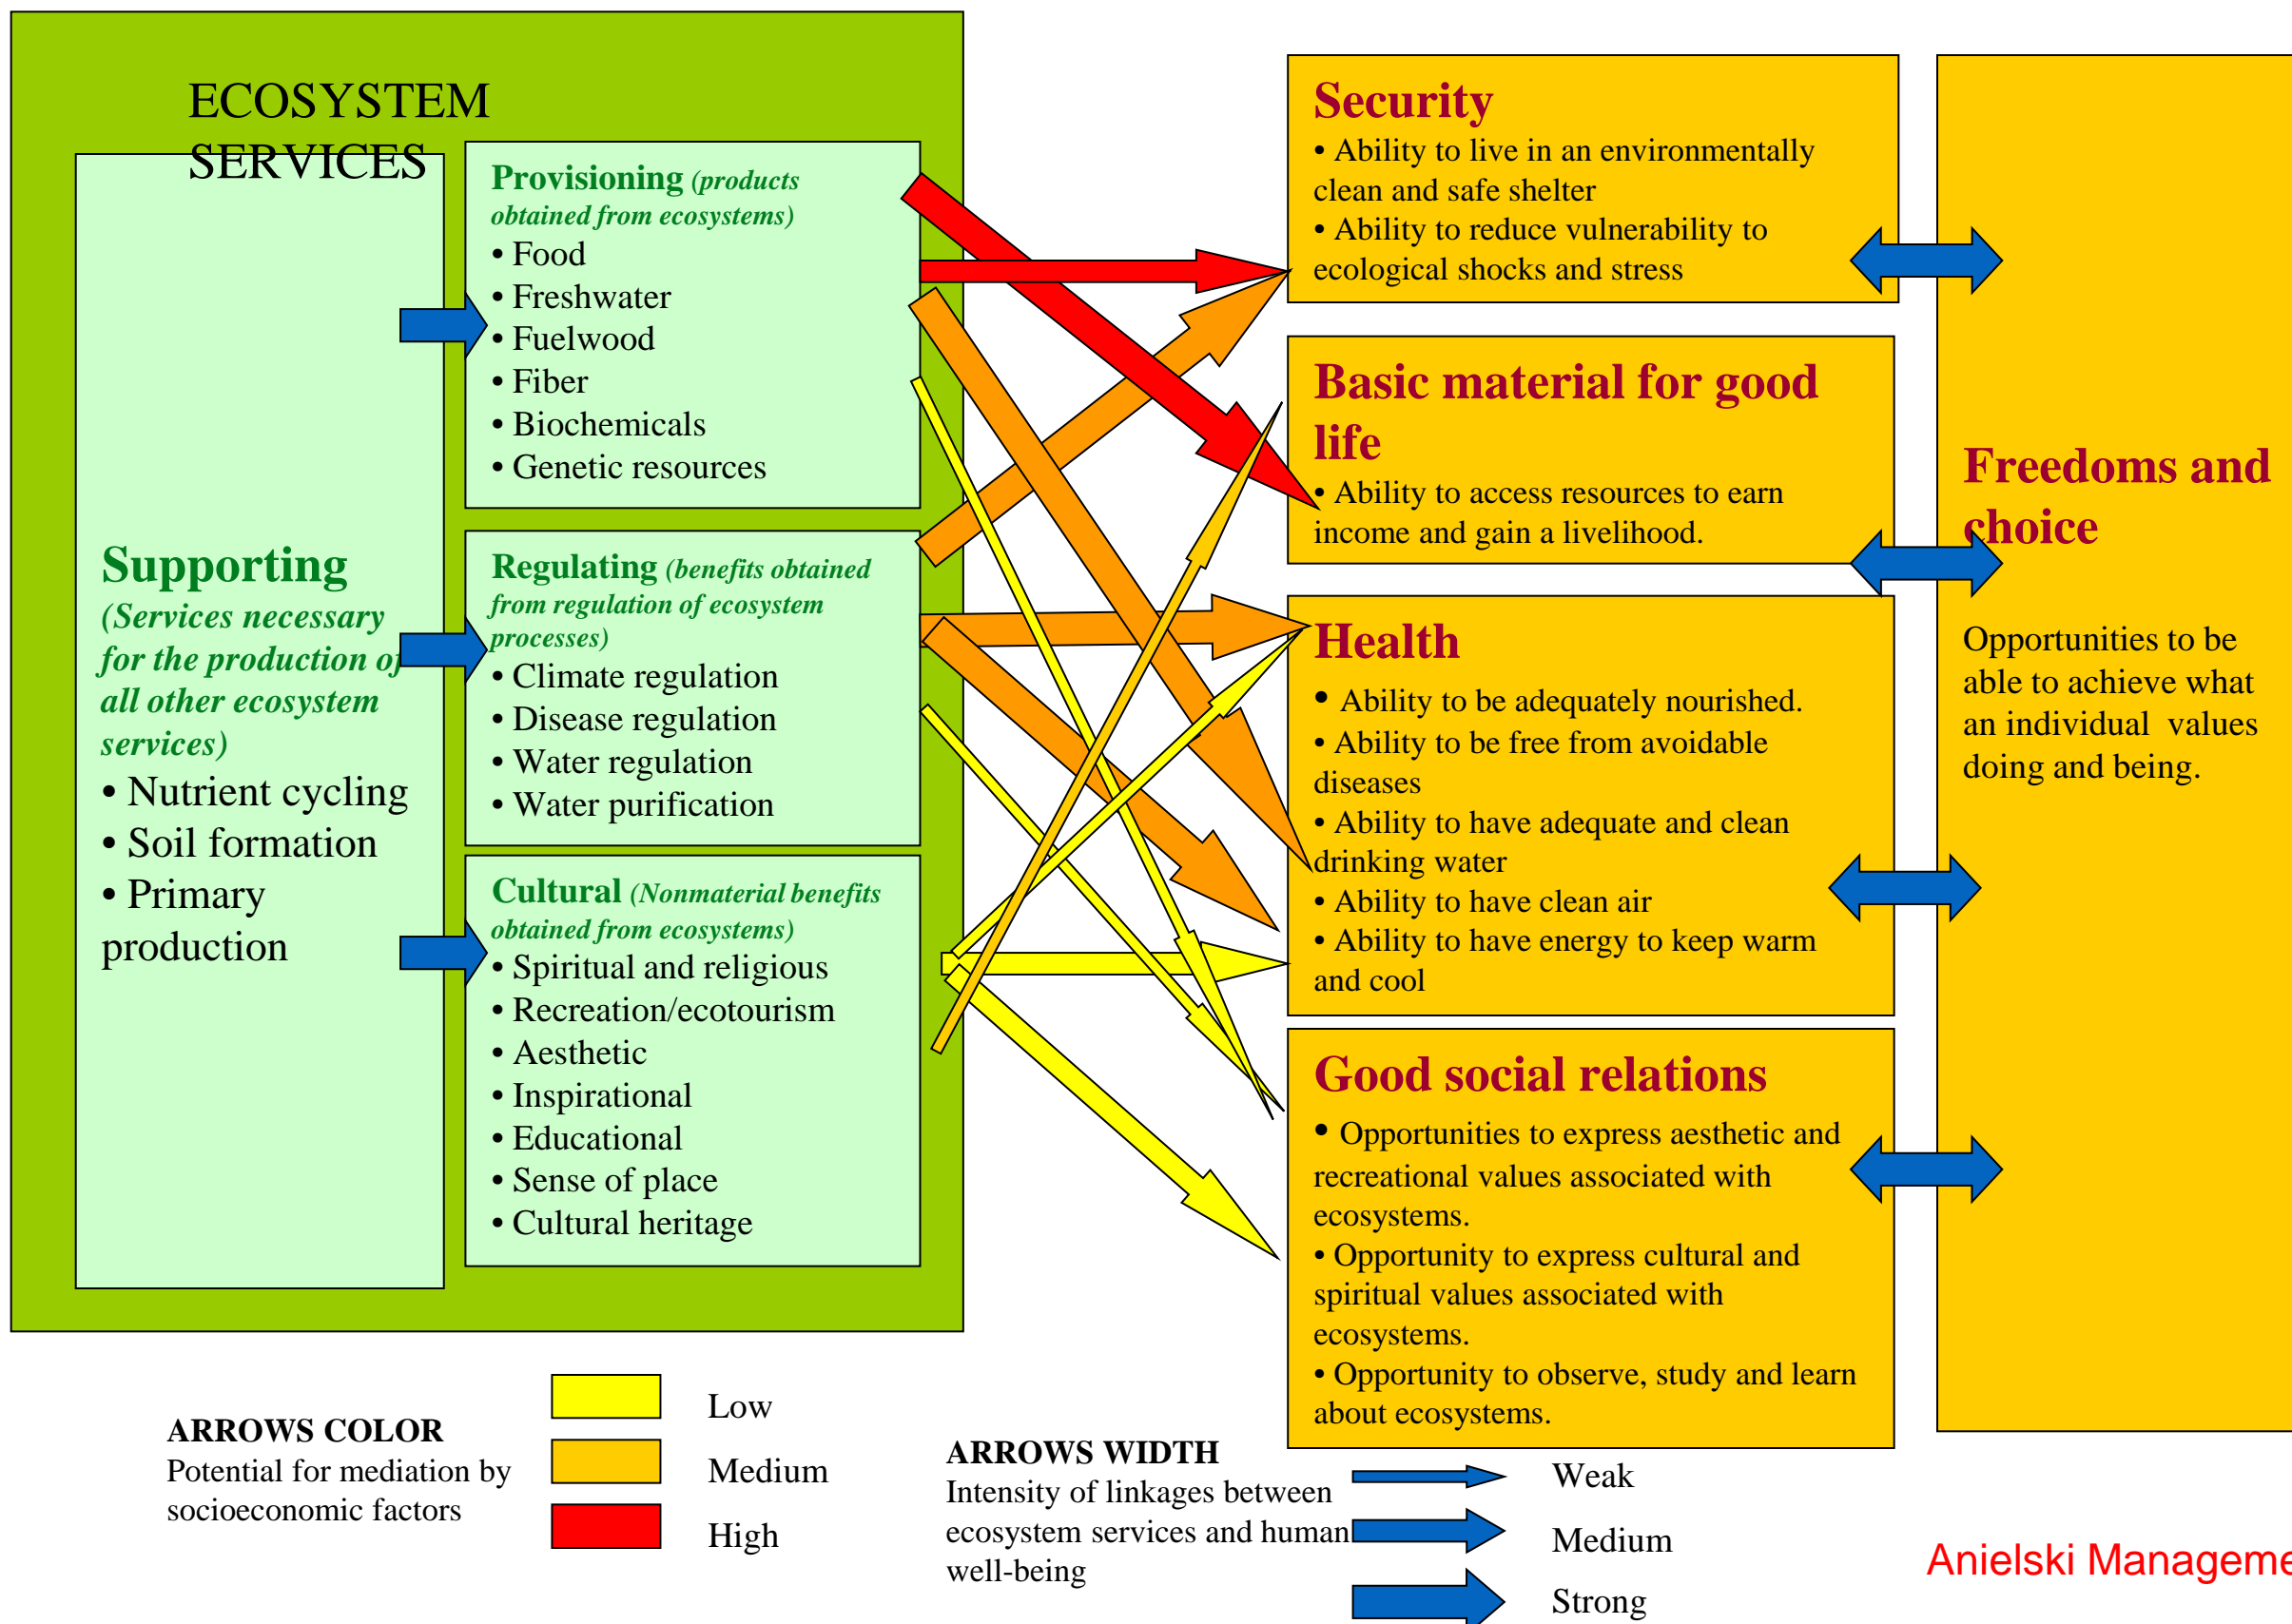 ECOSYSTEM
SERVICES
Supporting
(Services necessary
for the production of
all other ecosystem
services)
• Nutrient cycling
• Soil formation
• Primary
production
Provisioning (products
obtained from ecosystems)
• Food
• Freshwater
• Fuelwood
• Fiber
• Biochemicals
• Genetic resources
Regulating (benefits obtained
from regulation of ecosystem
processes)
• Climate regulation
• Disease regulation
• Water regulation
• Water purification
Cultural (Nonmaterial benefits
obtained from ecosystems)
• Spiritual and religious
• Recreation/ecotourism
• Aesthetic
• Inspirational
• Educational
• Sense of place
• Cultural heritage
Security
• Ability to live in an environmentally
clean and safe shelter
• Ability to reduce vulnerability to
ecological shocks and stress
Basic material for good
life
• Ability to access resources to earn
income and gain a livelihood.
Health
• Ability to be adequately nourished.
• Ability to be free from avoidable
diseases
• Ability to have adequate and clean
drinking water
• Ability to have clean air
• Ability to have energy to keep warm
and cool
Good social relations
• Opportunities to express aesthetic and
recreational values associated with
ecosystems.
• Opportunity to express cultural and
spiritual values associated with
ecosystems.
• Opportunity to observe, study and learn
about ecosystems.
Freedoms and
choice
Opportunities to be
able to achieve what
an individual values
doing and being.
ARROWS COLOR
Potential for mediation by
socioeconomic factors
Low
Medium
High
ARROWS WIDTH
Intensity of linkages between
ecosystem services and human
well-being
Weak
Medium
Strong
Anielski Manageme